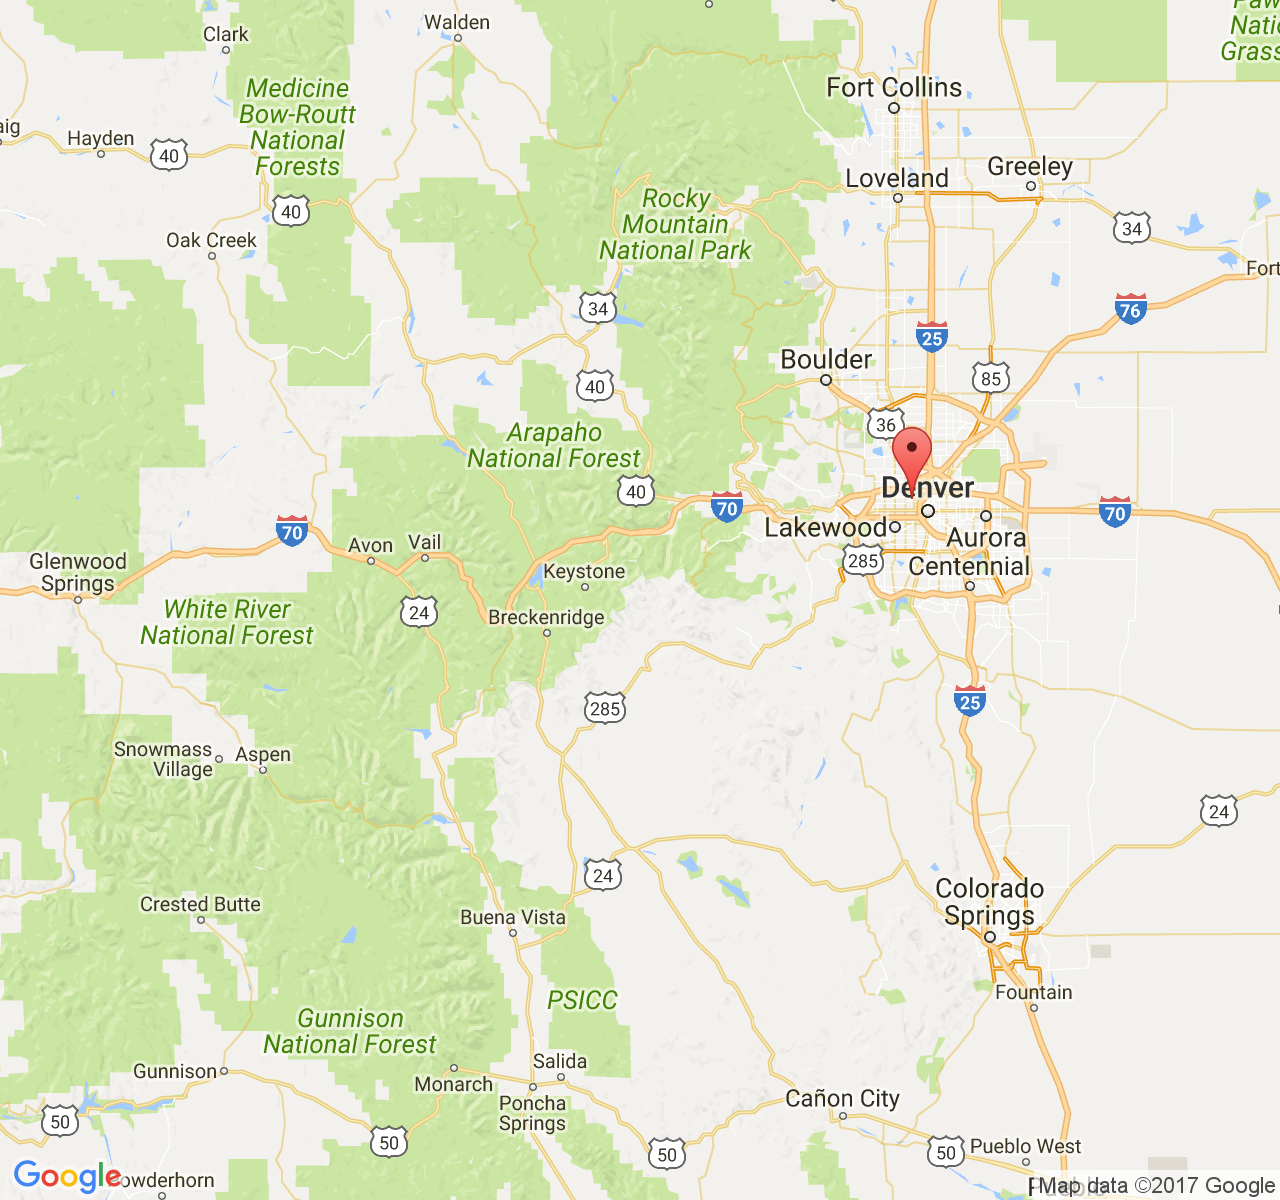 Walden
Clark
Paw
Nati
Grass
Medicine
Bow-Routt
National
Forests
Fort Collins
aig
Hayden
40
Greeley
Loveland
Rocky
Mountain
National Park
40
34
Oak Creek
Fort
34
76
25
Boulder
85
40
36
Arapaho
National Forest
40
70
Denver
70
70
Lakewood
Aurora
Avon
Vail
Glenwood
Springs
285
Centennial
Keystone
White River
National Forest
24
Breckenridge
285
25
Snowmass
Village
Aspen
24
24
Colorado
Springs
Crested Butte
Buena Vista
PSICC
Fountain
Gunnison
National Forest
Gunnison
Monarch
Salida
Poncha
Springs
Cañon City
50
50
50
50
Pueblo West
Google
owderhorn
Map data ©2017 Google